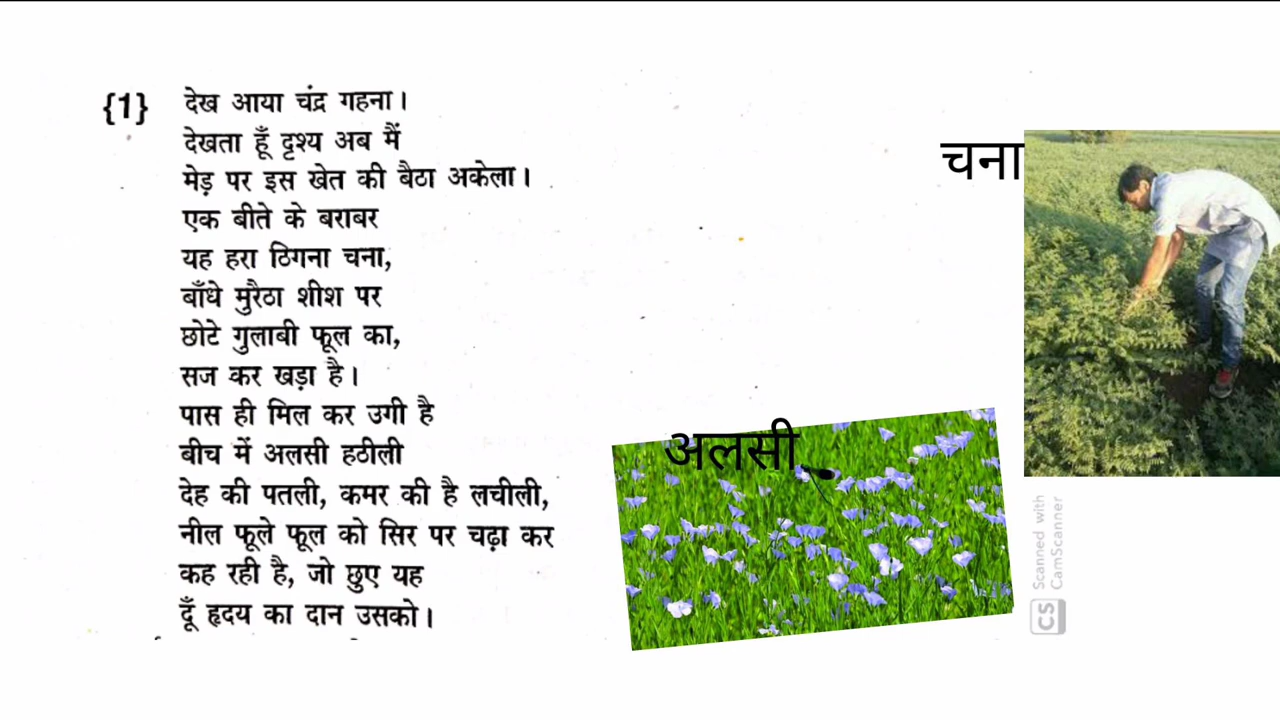 {1} देख आया चंद्र गहना।
देखता हूँ दृश्य अब मैं
मेड़ पर इस खेत की बैठा अकेला।
एक बीते के बराबर
यह हरा ठिगना चना,
बाँधे मुरैठा शीश पर
छोटे गुलाबी फूल का,
सज कर खड़ा है।
पास ही मिल कर उगी है
बीच में अलसी हठीली
देह की पतली, कमर की है लचीली,
नील फूले फूल को सिर पर चढ़ा कर
कह रही है, जो छुए यह
दूँ हृदय का दान उसको।
चना
अलसी
CS
Scanned with
CamScanner